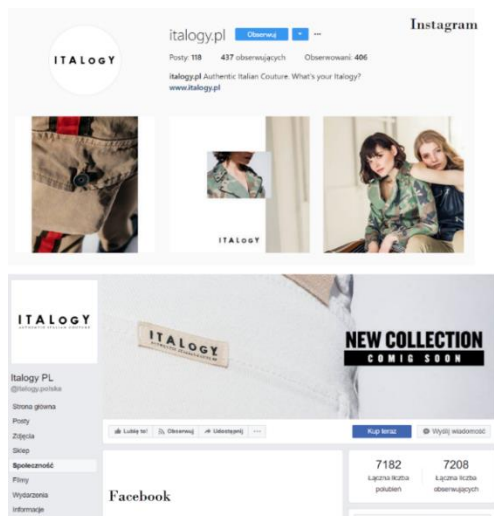 Instagram
italogy.pl Obserwuj
ITALOGY
Posty: 118 437 obserwujących Obserwowani: 406
italogy.pl Authentic Italian Couture. What's your Italogy?
www.italogy.pl
ITALOGY
ITALOGY
AUTHENTIC ITALIAN COUTURE
ITALOGY
NEW COLLECTION
COMIG SOON
Italogy PL
@italogy.polska
Strona główna
Posty
Zdjęcia
Sklep
Społeczność
Filmy
Wydarzenia
Informacje
Lubię to! Obserwuj Udostępnij
Kup teraz Wyślij wiadomość
7182 7208
Łączna liczba polubień
Łączna liczba obserwujących
Facebook